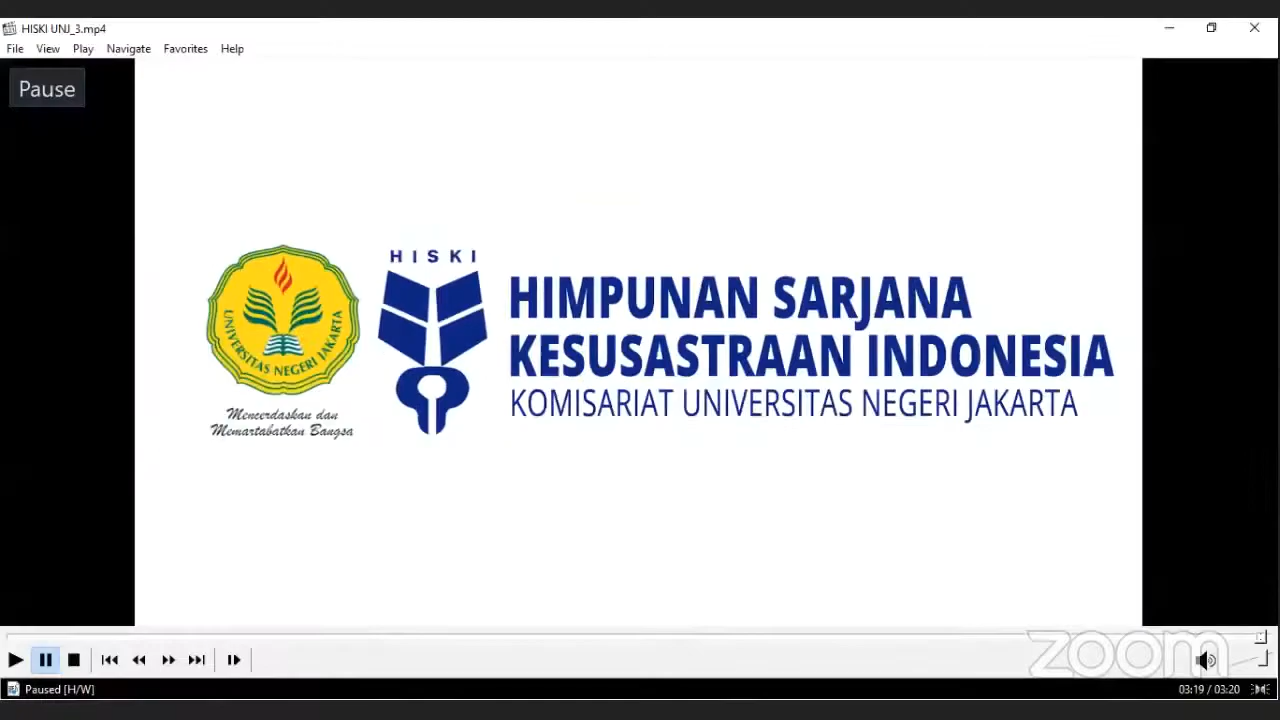 HISKI UNJ_3.mp4
File View Play Navigate Favorites Help
Pause
UNIVERSITAS NEGERI JAKARTA
Mencerdaskan dan
Memartabatkan Bangsa
HISKI
HIMPUNAN SARJANA
KESUSASTRAAN INDONESIA
KOMISARIAT UNIVERSITAS NEGERI JAKARTA
zoom
Paused [H/W]
03:19 / 03:20